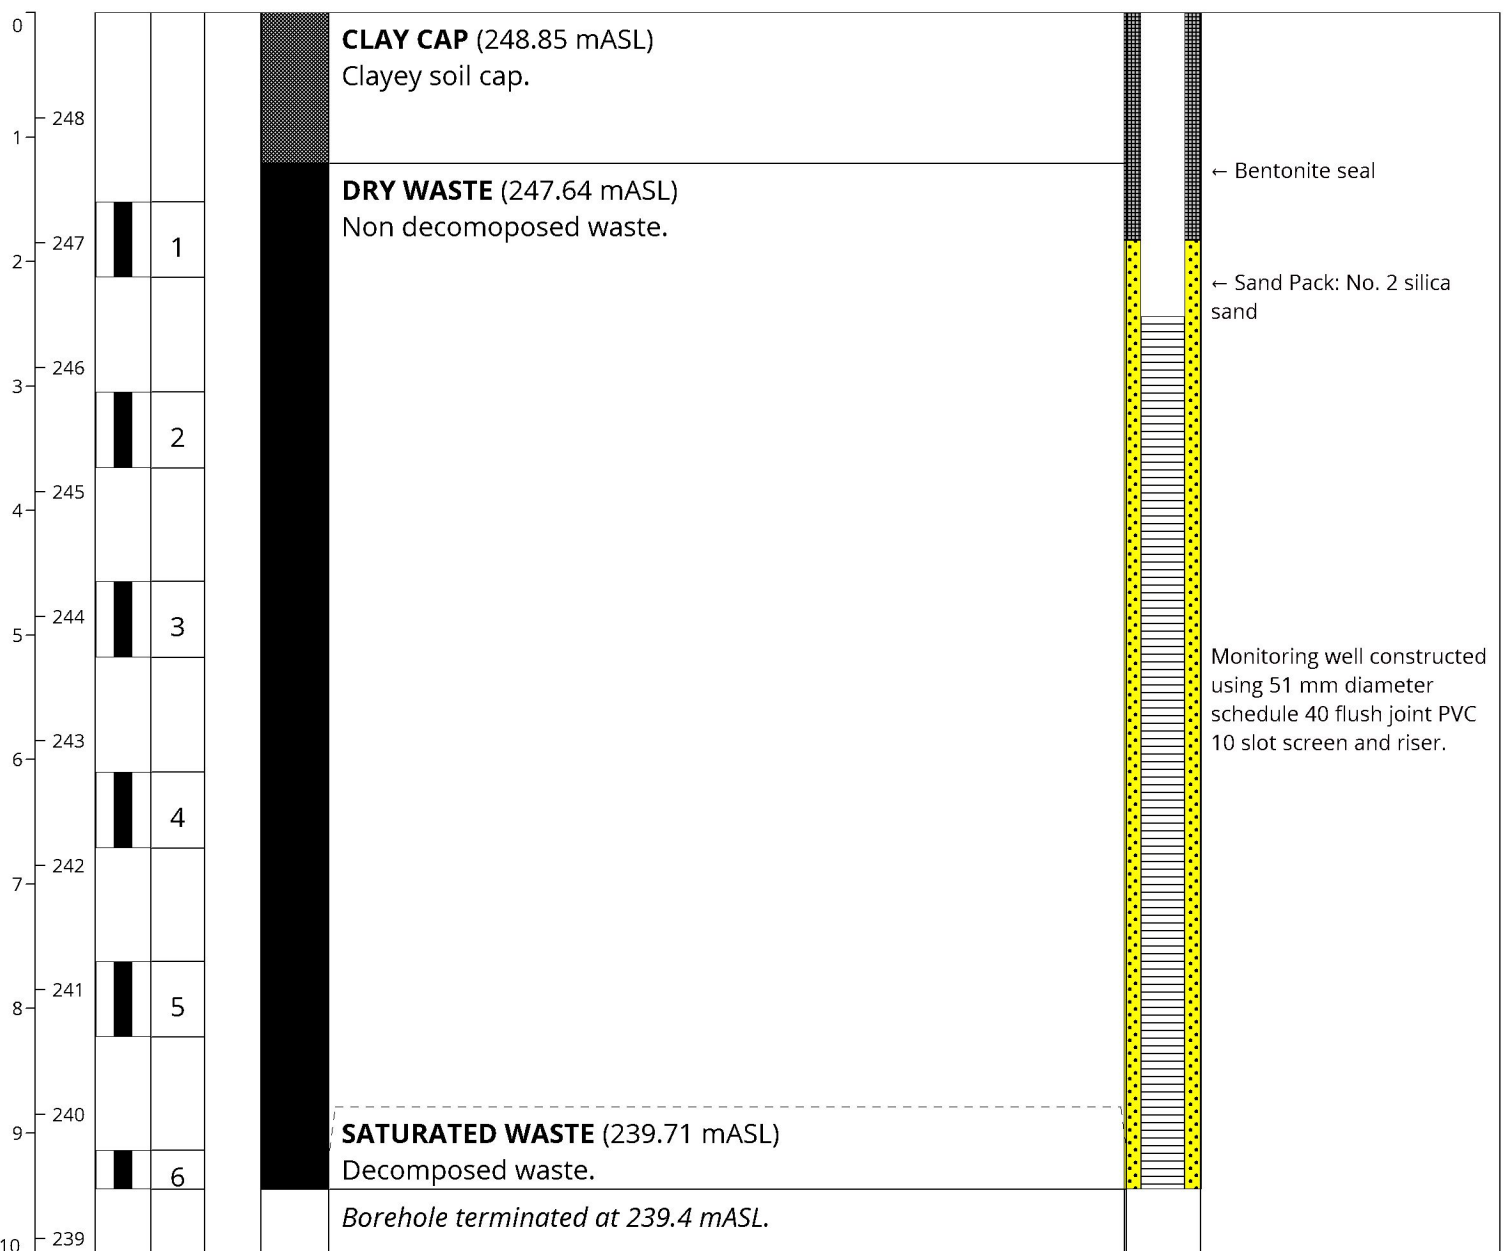 0
CLAY CAP (248.85 mASL)
Clayey soil cap.
248
1
← Bentonite seal
DRY WASTE (247.64 mASL)
Non decomoposed waste.
247
1
2
← Sand Pack: No. 2 silica
sand
246
3
2
245
4
244
3
5
Monitoring well constructed
using 51 mm diameter
schedule 40 flush joint PVC
10 slot screen and riser.
243
6
4
242
7
241
5
8
240
9
SATURATED WASTE (239.71 mASL)
Decomposed waste.
6
Borehole terminated at 239.4 mASL.
239
10